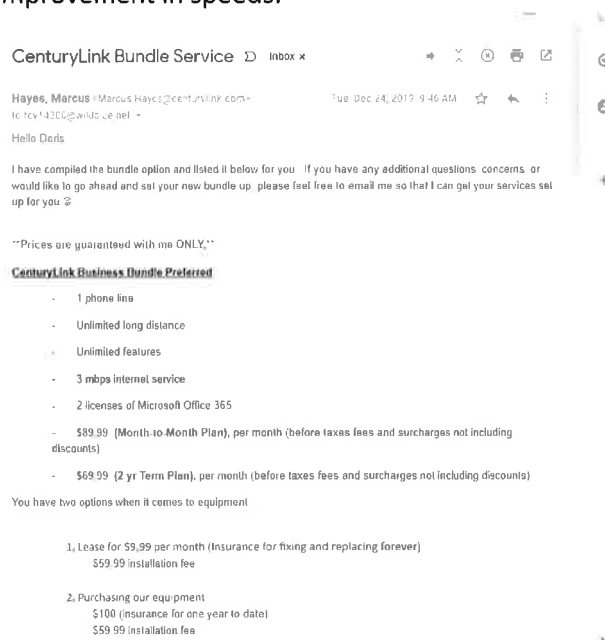 improvement in speeds.
CenturyLink Bundle Service Inbox x
Hayes, Marcus <Marcus.Hayes@centurylink.com>
Tue, Dec 24, 2019, 9:46 AM
Hello Doris
I have compiled the bundle option and listed it below for you If you have any additional questions concerns or
would like to go ahead and set your new bundle up please feel free to email me so that I can get your services set
up for you
**Prices are guaranteed with me ONLY,**
CenturyLink Business Bundle Preferred
- 1 phone line
- Unlimited long distance
Unlimited features
- 3 mbps internet service
- 2 licenses of Microsoft Office 365
- $89.99 (Month-to-Month Plan), per month (before taxes fees and surcharges not including
discounts)
- $69.99 (2 yr Term Plan), per month (before taxes fees and surcharges not including discounts)
You have two options when it comes to equipment
1. Lease for $9.99 per month (Insurance for fixing and replacing forever)
$59.99 installation fee
2. Purchasing our equipment
$100 (insurance for one year to date)
$59 99 installation fee